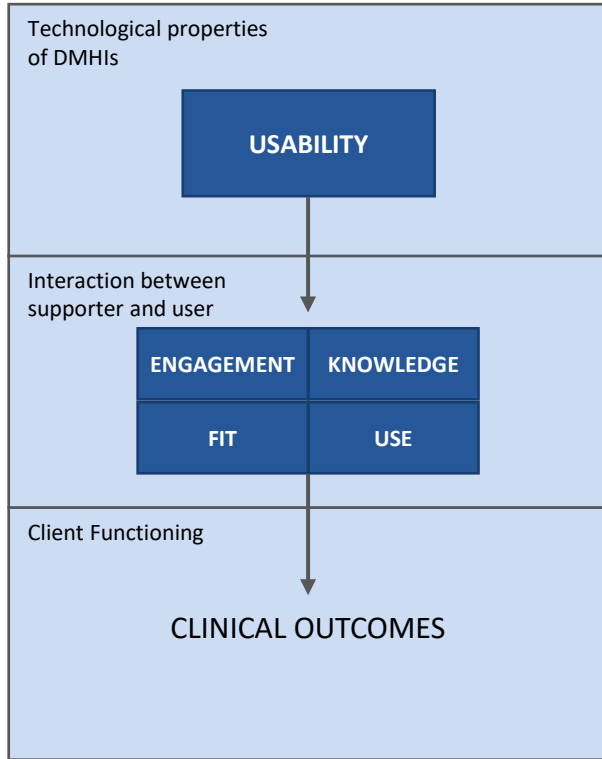 Technological properties
of DMHIs
USABILITY
Interaction between
supporter and user
ENGAGEMENT
KNOWLEDGE
FIT
USE
Client Functioning
CLINICAL OUTCOMES